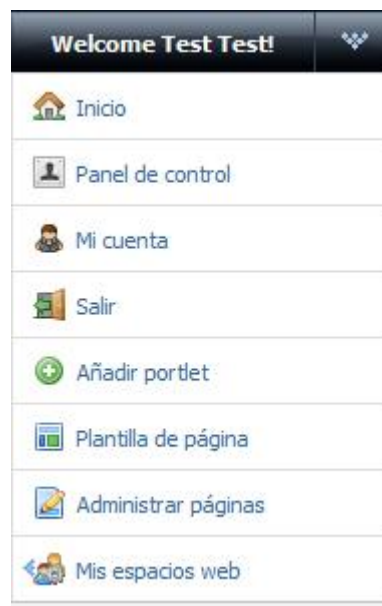 Welcome Test Test!
Inicio
Panel de control
Mi cuenta
Salir
Añadir portlet
Plantilla de página
Administrar páginas
Mis espacios web